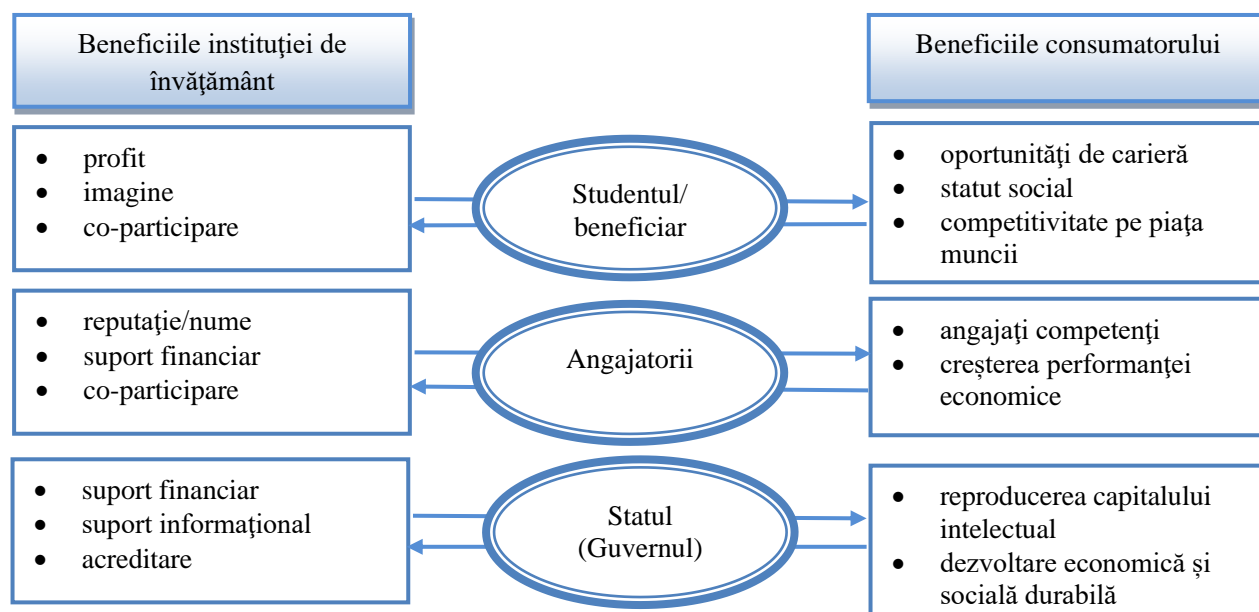 Beneficiile instituţiei de
învăţământ
Beneficiile consumatorului
• profit
• imagine
• co-participare
Studentul/
beneficiar
• oportunităţi de carieră
• statut social
• competitivitate pe piaţa
muncii
• reputaţie/nume
• suport financiar
• co-participare
Angajatorii
• angajaţi competenţi
• creșterea performanţei
economice
• suport financiar
• suport informaţional
• acreditare
Statul
(Guvernul)
• reproducerea capitalului
intelectual
• dezvoltare economică și
socială durabilă